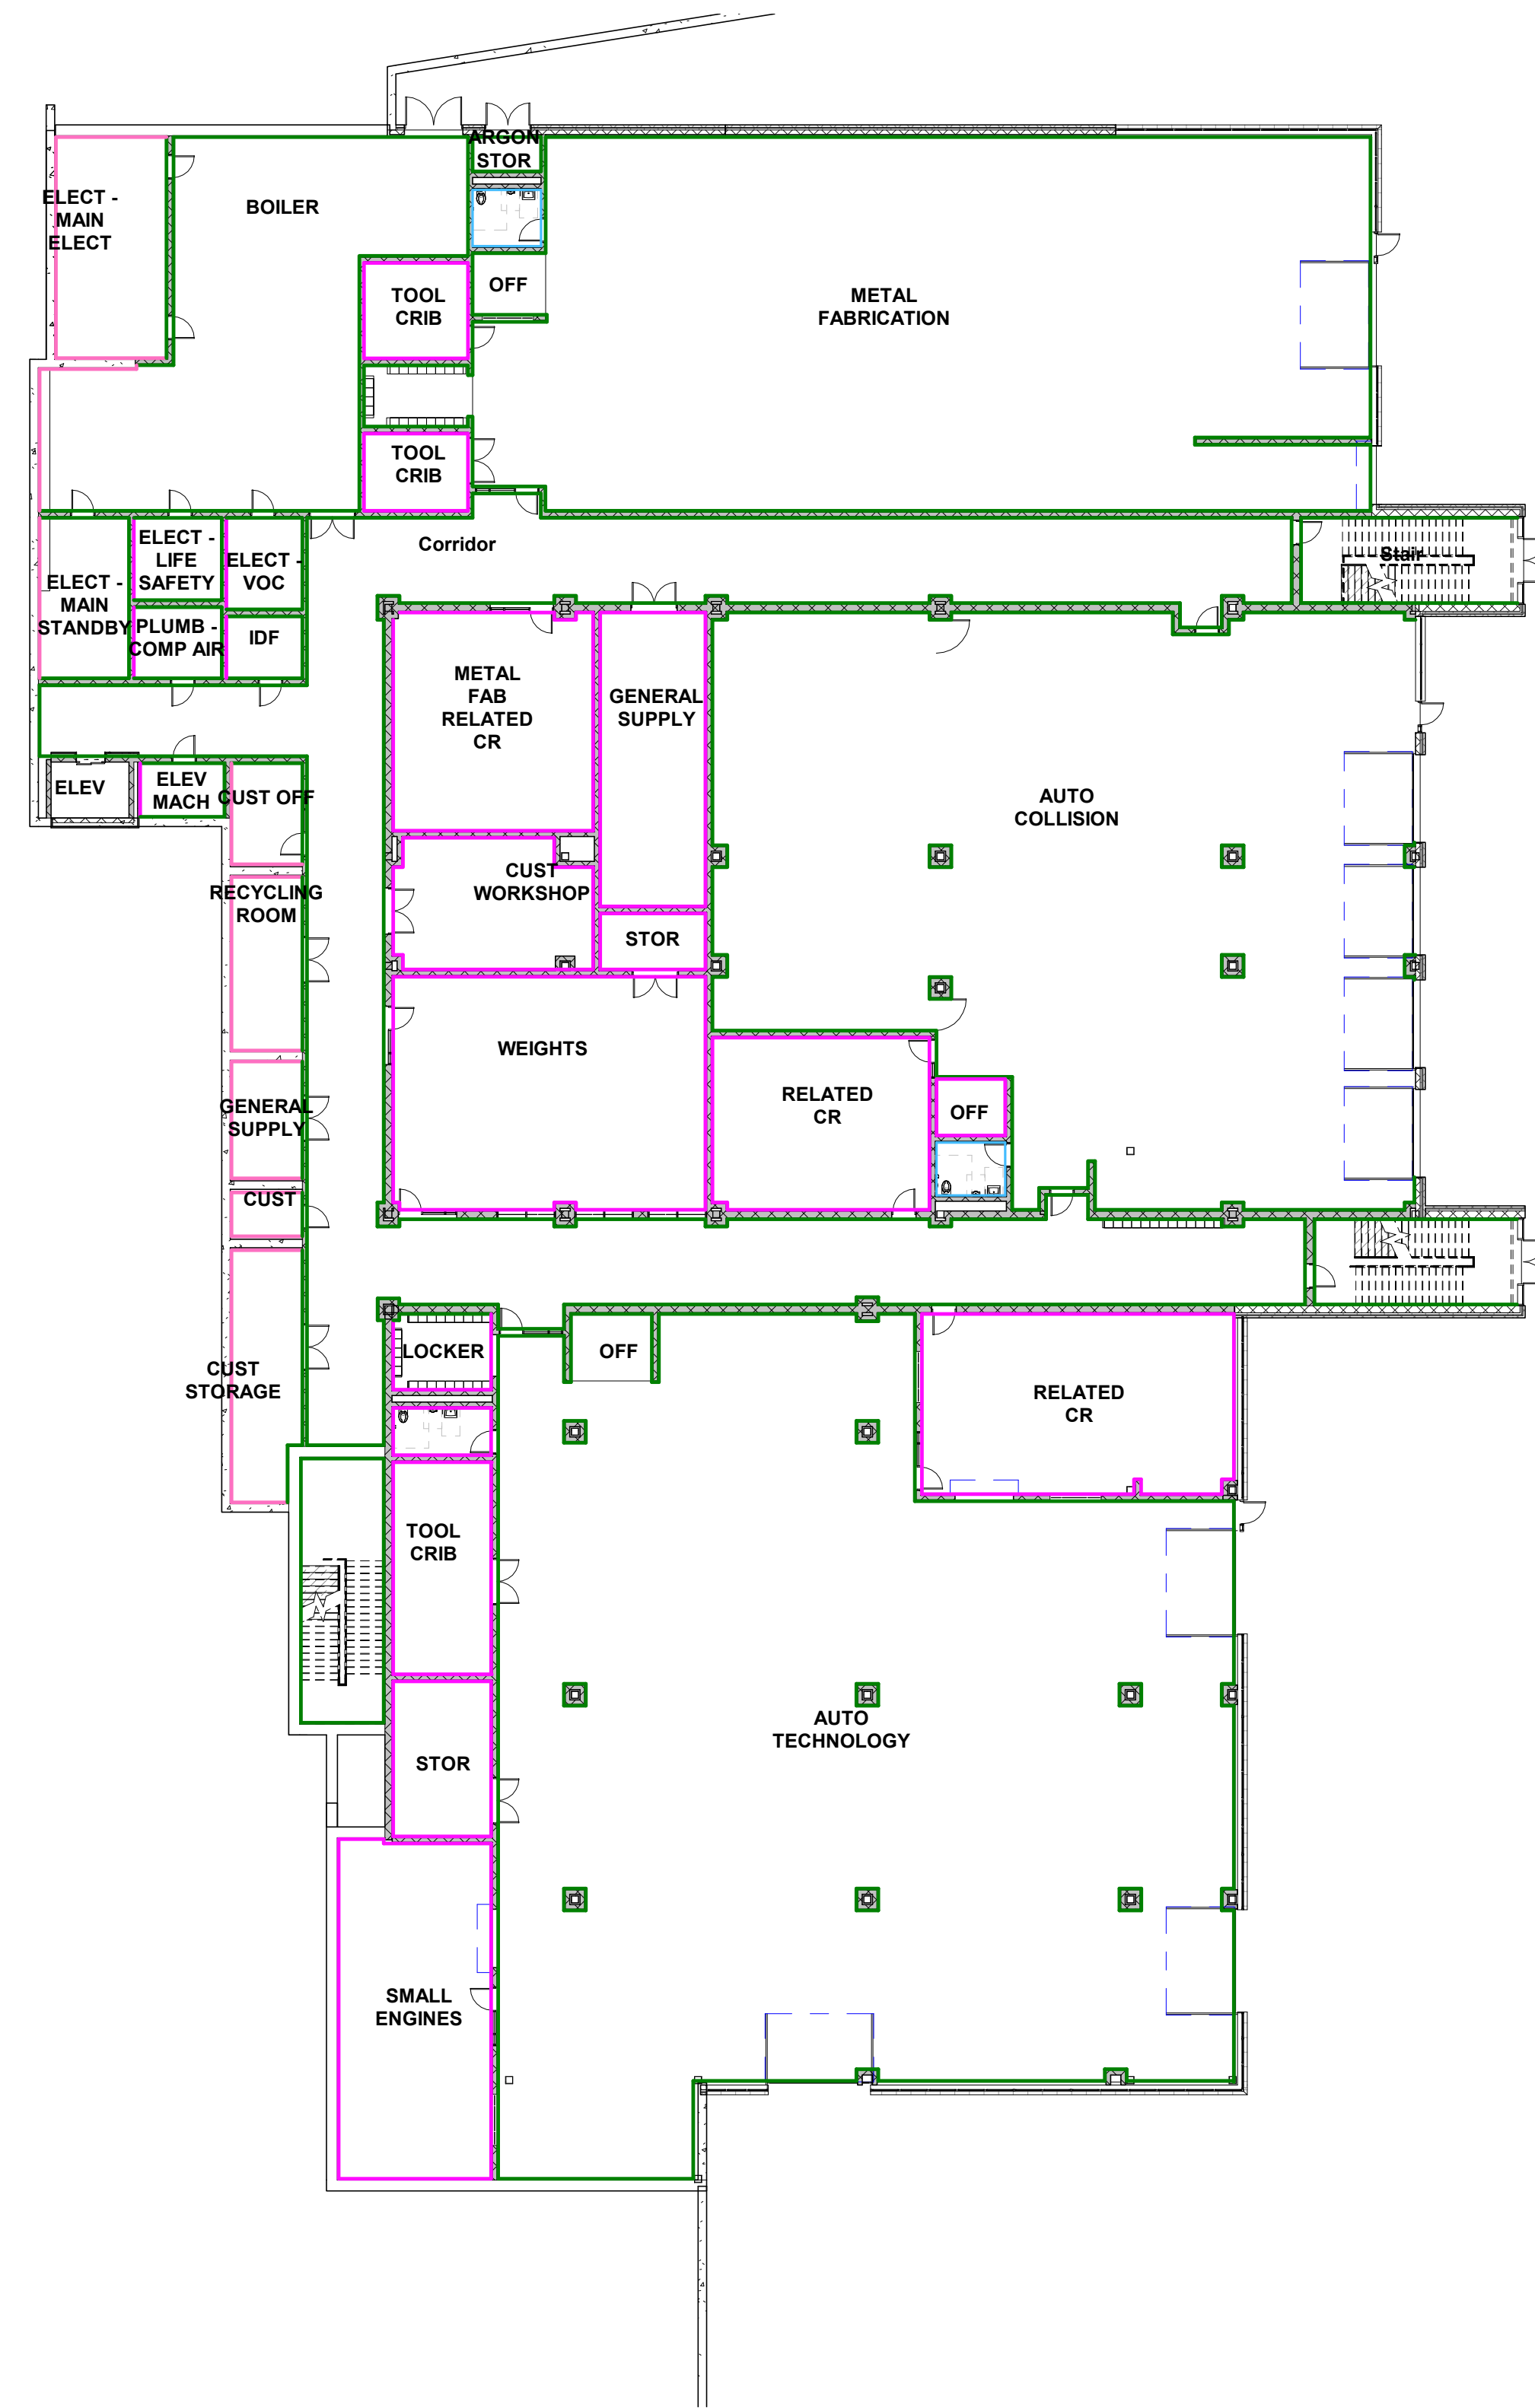 ARGON
STOR
ELECT -
MAIN
ELECT
BOILER
OFF
TOOL
CRIB
METAL
FABRICATION
TOOL
CRIB
Corridor
Stair
ELECT -
LIFE
SAFETY
ELECT -
VOC
ELECT -
MAIN
STANDBY
PLUMB -
COMP AIR
IDF
METAL
FAB
RELATED
CR
GENERAL
SUPPLY
ELEV
ELEV
MACH
CUST OFF
AUTO
COLLISION
RECYCLING
ROOM
CUST
WORKSHOP
STOR
WEIGHTS
RELATED
CR
OFF
GENERAL
SUPPLY
CUST
LOCKER
OFF
CUST
STORAGE
RELATED
CR
TOOL
CRIB
AUTO
TECHNOLOGY
STOR
SMALL
ENGINES